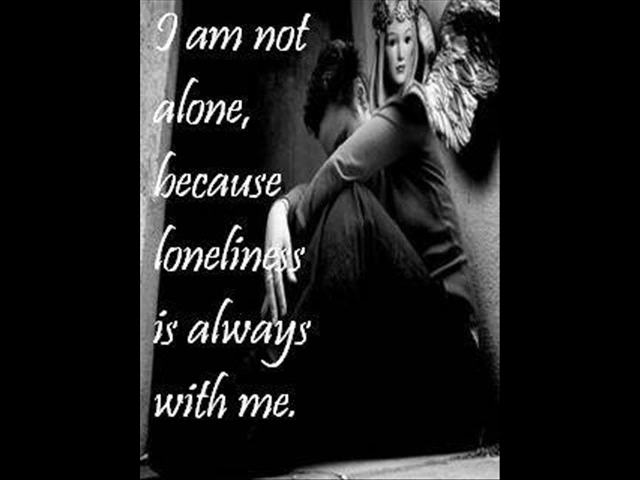 I am not
alone,
because
loneliness
is always
with me.